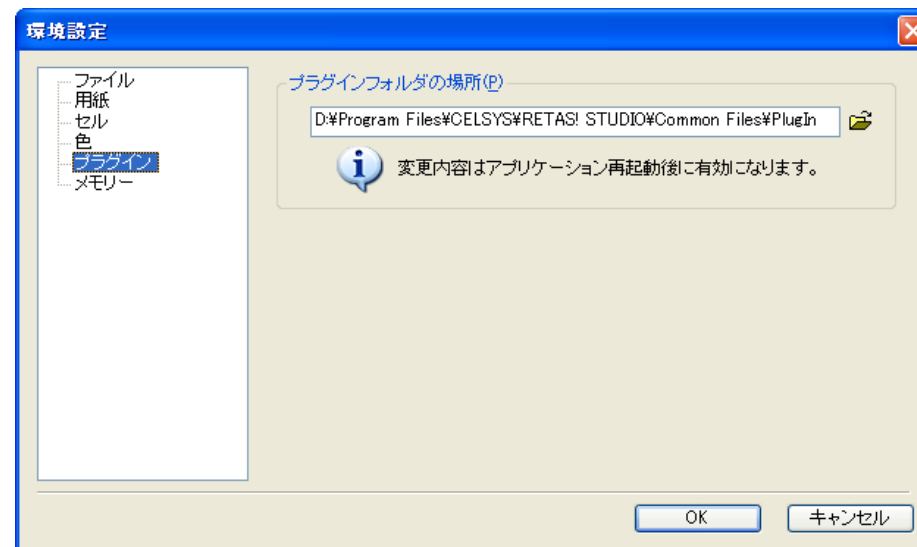 環境設定
ファイル
用紙
セル
色
プラグイン
メモリー
プラグインフォルダの場所(P)
D:¥Program Files¥CELSYS¥RETAS! STUDIO¥Common Files¥PlugIn
変更内容はアプリケーション再起動後に有効になります。
OK
キャンセル